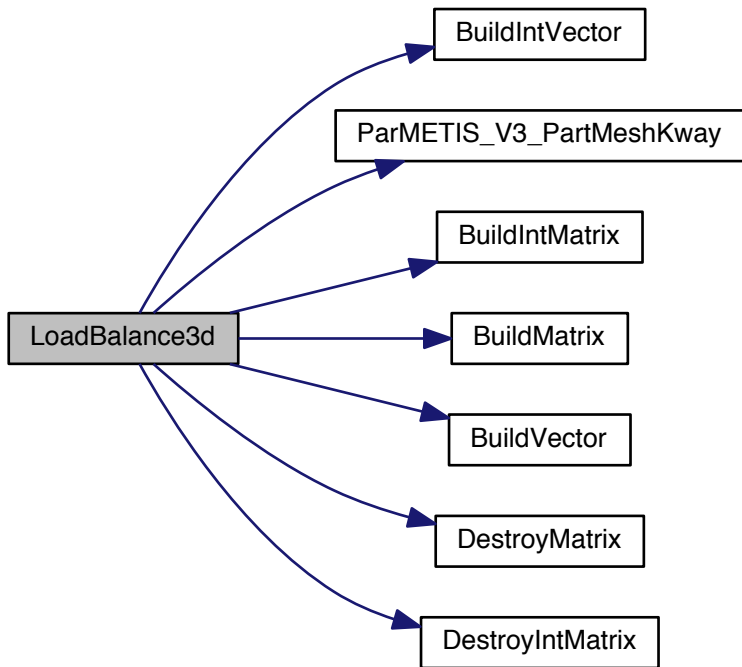 BuildIntVector
ParMETIS_V3_PartMeshKway
BuildIntMatrix
LoadBalance3d
BuildMatrix
BuildVector
DestroyMatrix
DestroyIntMatrix